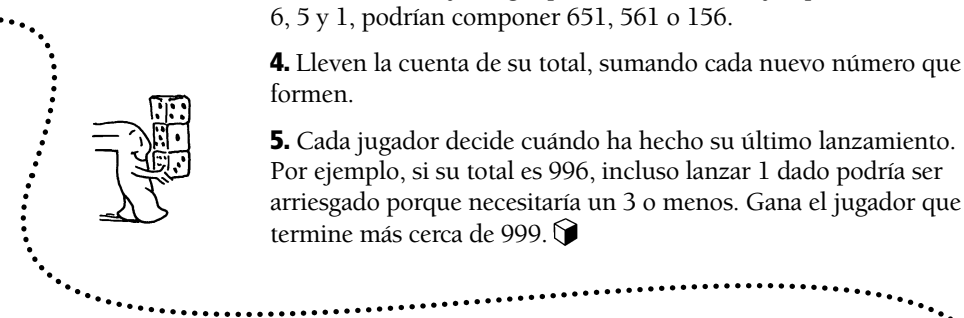 6, 5 y 1, podrían componer 651, 561 o 156.
4. Lleven la cuenta de su total, sumando cada nuevo número que
formen.
5. Cada jugador decide cuándo ha hecho su último lanzamiento.
Por ejemplo, si su total es 996, incluso lanzar 1 dado podría ser
arriesgado porque necesitaría un 3 o menos. Gana el jugador que
termine más cerca de 999.